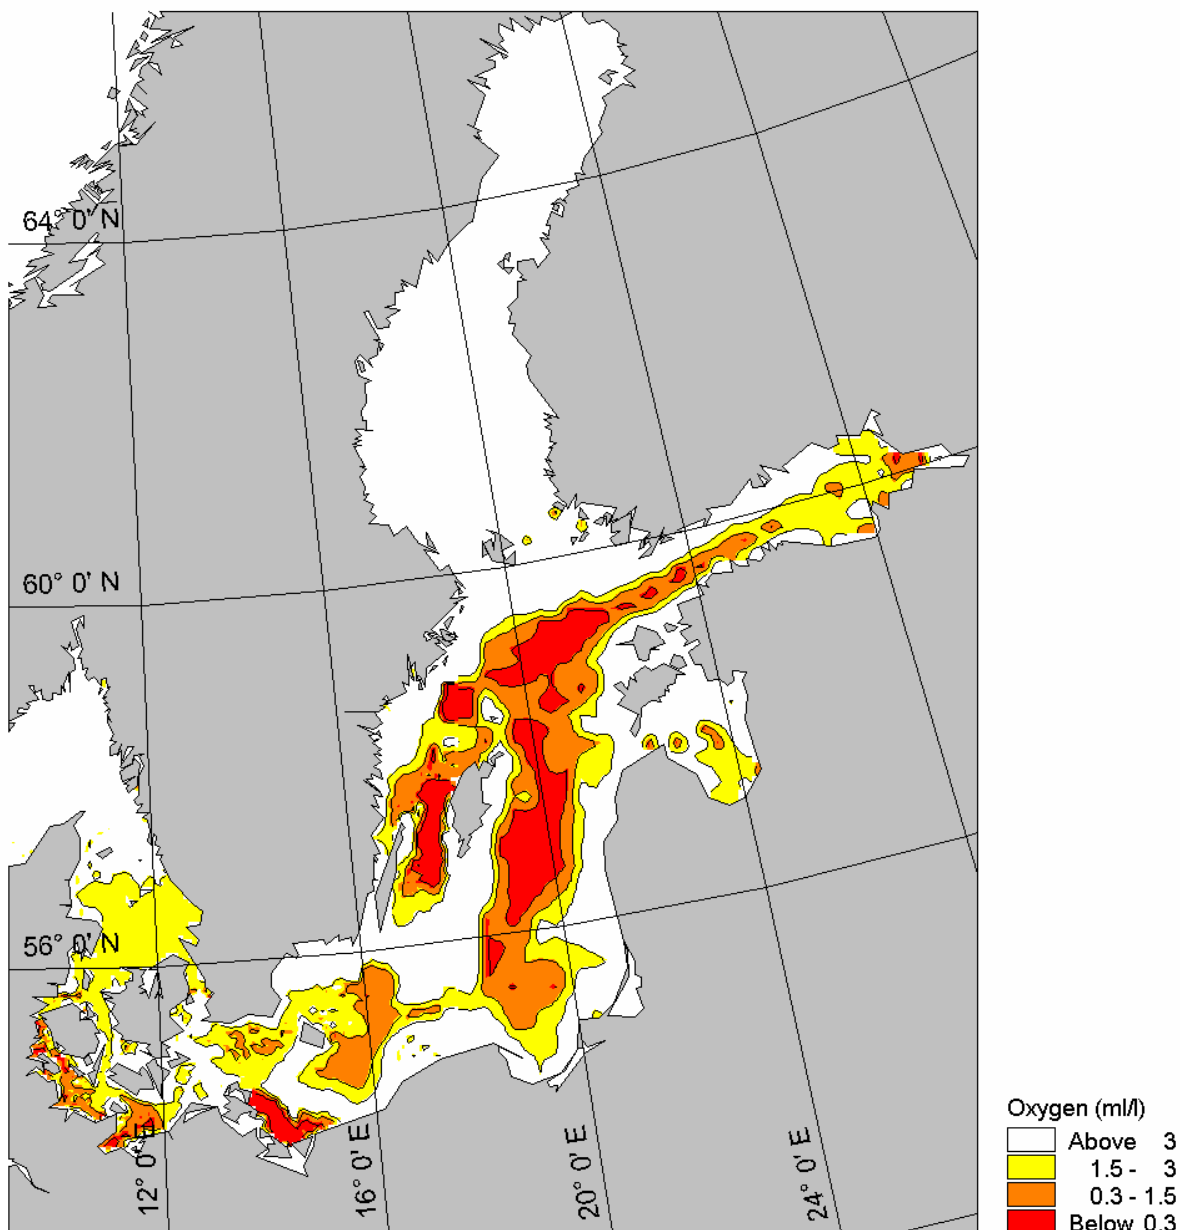 64° 0' N
60° 0' N
56° 0' N
12° 0' E
16° 0' E
20° 0' E
24° 0' E
Oxygen (ml/l)
Above 3
1.5 - 3
0.3 - 1.5
Below 0.3